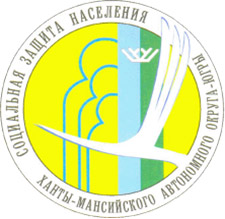 СОЦИАЛЬНАЯ ЗАЩИТА НАСЕЛЕНИЯ
ХАНТЫ-МАНСИЙСКОГО АВТОНОМНОГО ОКРУГА-ЮГРЫ